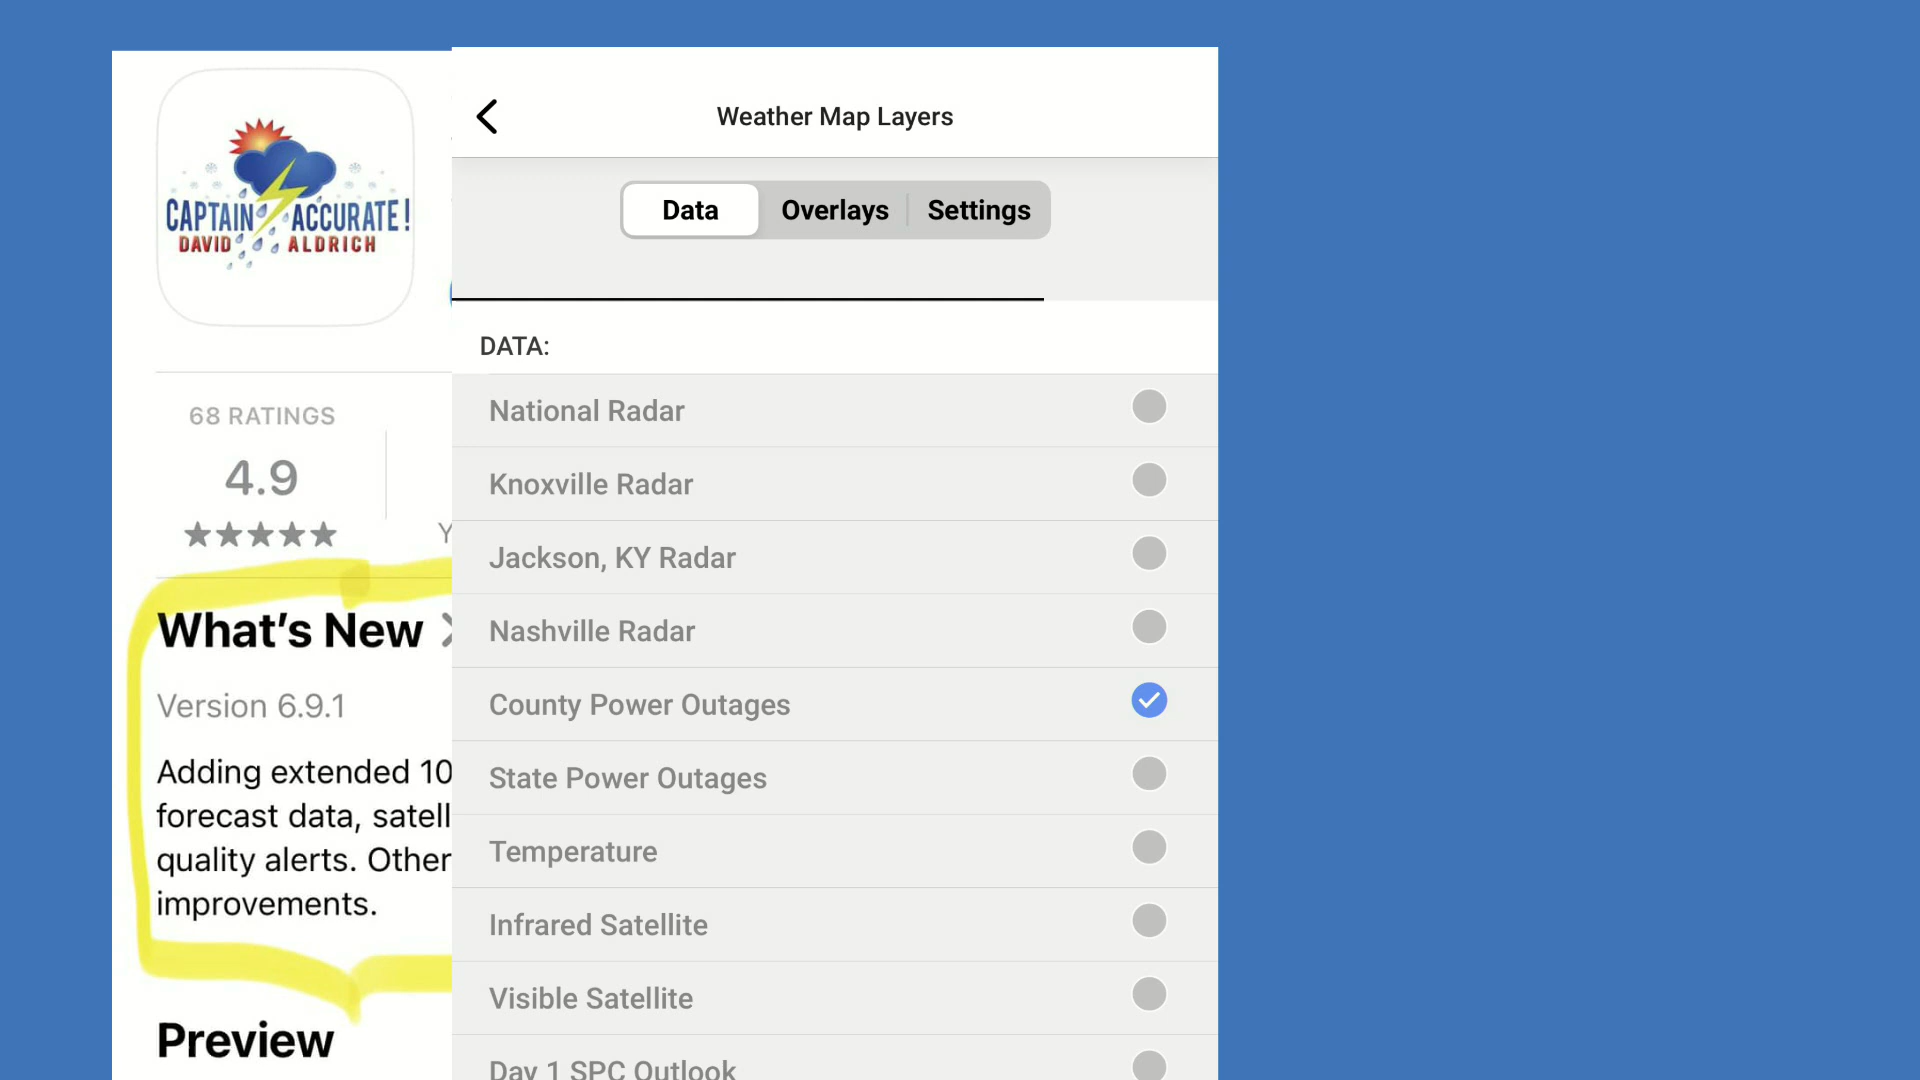 CAPTAIN ACCURATE!
DAVID ALDRICH
68 RATINGS
4.9
What's New
Version 6.9.1
Adding extended 10
forecast data, satell
quality alerts. Other
improvements.
Preview
Weather Map Layers
Data
Overlays
Settings
DATA:
National Radar
Knoxville Radar
Jackson, KY Radar
Nashville Radar
County Power Outages
State Power Outages
Temperature
Infrared Satellite
Visible Satellite
Day 1 SPC Outlook